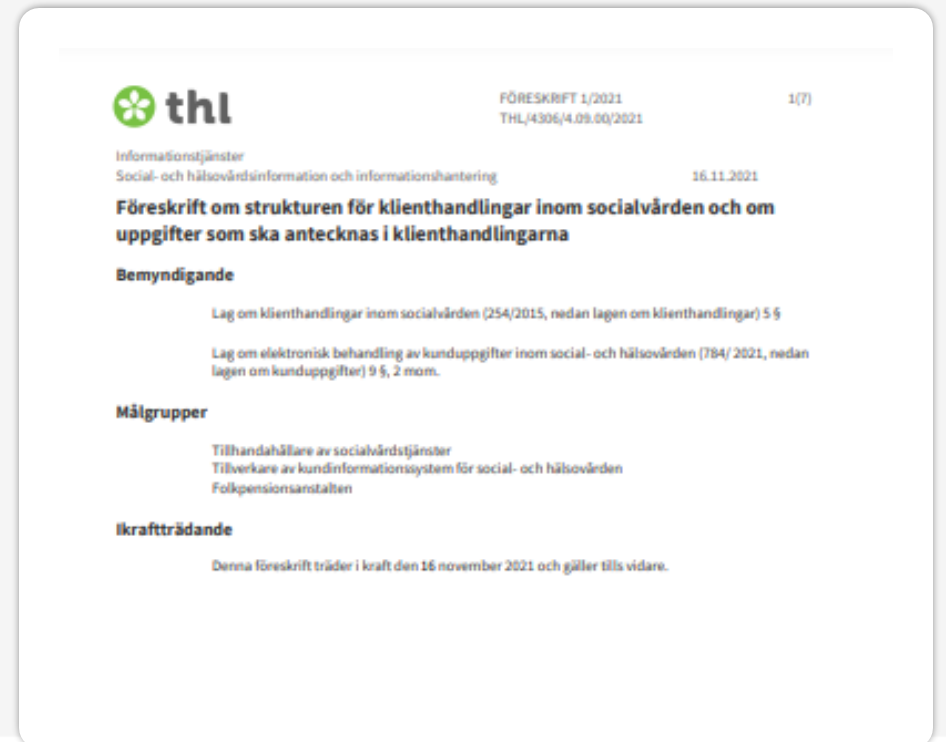 thl
FÖRESKRIFT 1/2021
1(7)
THL/4306/4.09.00/2021
Informationstjänster
Social- och hälsovårdsinformation och informationshantering
16.11.2021
Föreskrift om strukturen för klienthandlingar inom socialvården och om
uppgifter som ska antecknas i klienthandlingarna
Bemyndigande
Lag om klienthandlingar inom socialvården (254/2015, nedan lagen om klienthandlingar) 5 §
Lag om elektronisk behandling av kunduppgifter inom social- och hälsovården (784/ 2021, nedan
lagen om kunduppgifter) 9 §, 2 mom.
Målgrupper
Tillhandahållare av socialvårdstjänster
Tillverkare av kundinformationssystem för social- och hälsovården
Folkpensionsanstalten
Ikraftträdande
Denna föreskrift träder i kraft den 16 november 2021 och gäller tills vidare.